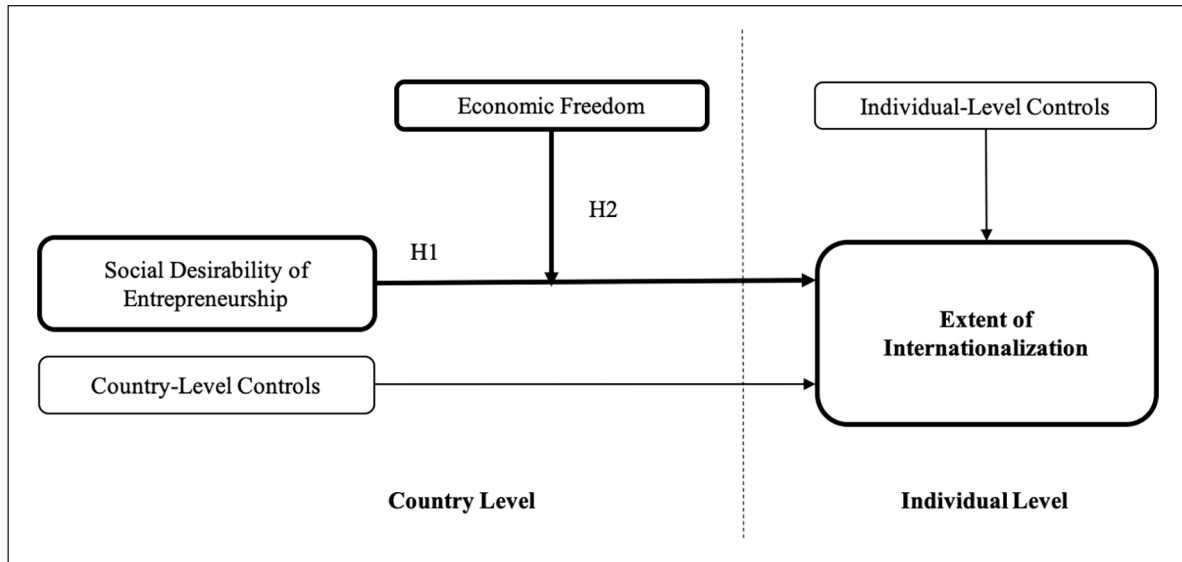 Economic Freedom
Individual-Level Controls
H2
H1
Social Desirability of
Entrepreneurship
Extent of
Internationalization
Country-Level Controls
Country Level
Individual Level